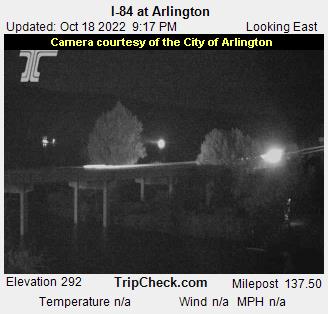 I-84 at Arlington
Updated: Oct 18 2022 9:17 PM Looking East
Camera courtesy of the City of Arlington
Elevation 292 TripCheck.com Milepost 137.50
Temperature n/a Wind n/a MPH n/a